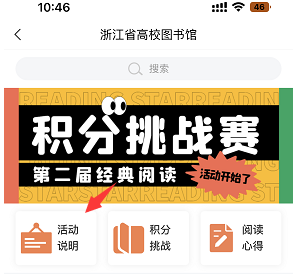 10:46
46
浙江省高校图书馆
搜索
READING STARREADING
积分挑战赛
第二届经典阅读
活动开始了
STARSTARREADING STAR
活动
说明
积分
挑战
阅读
心得